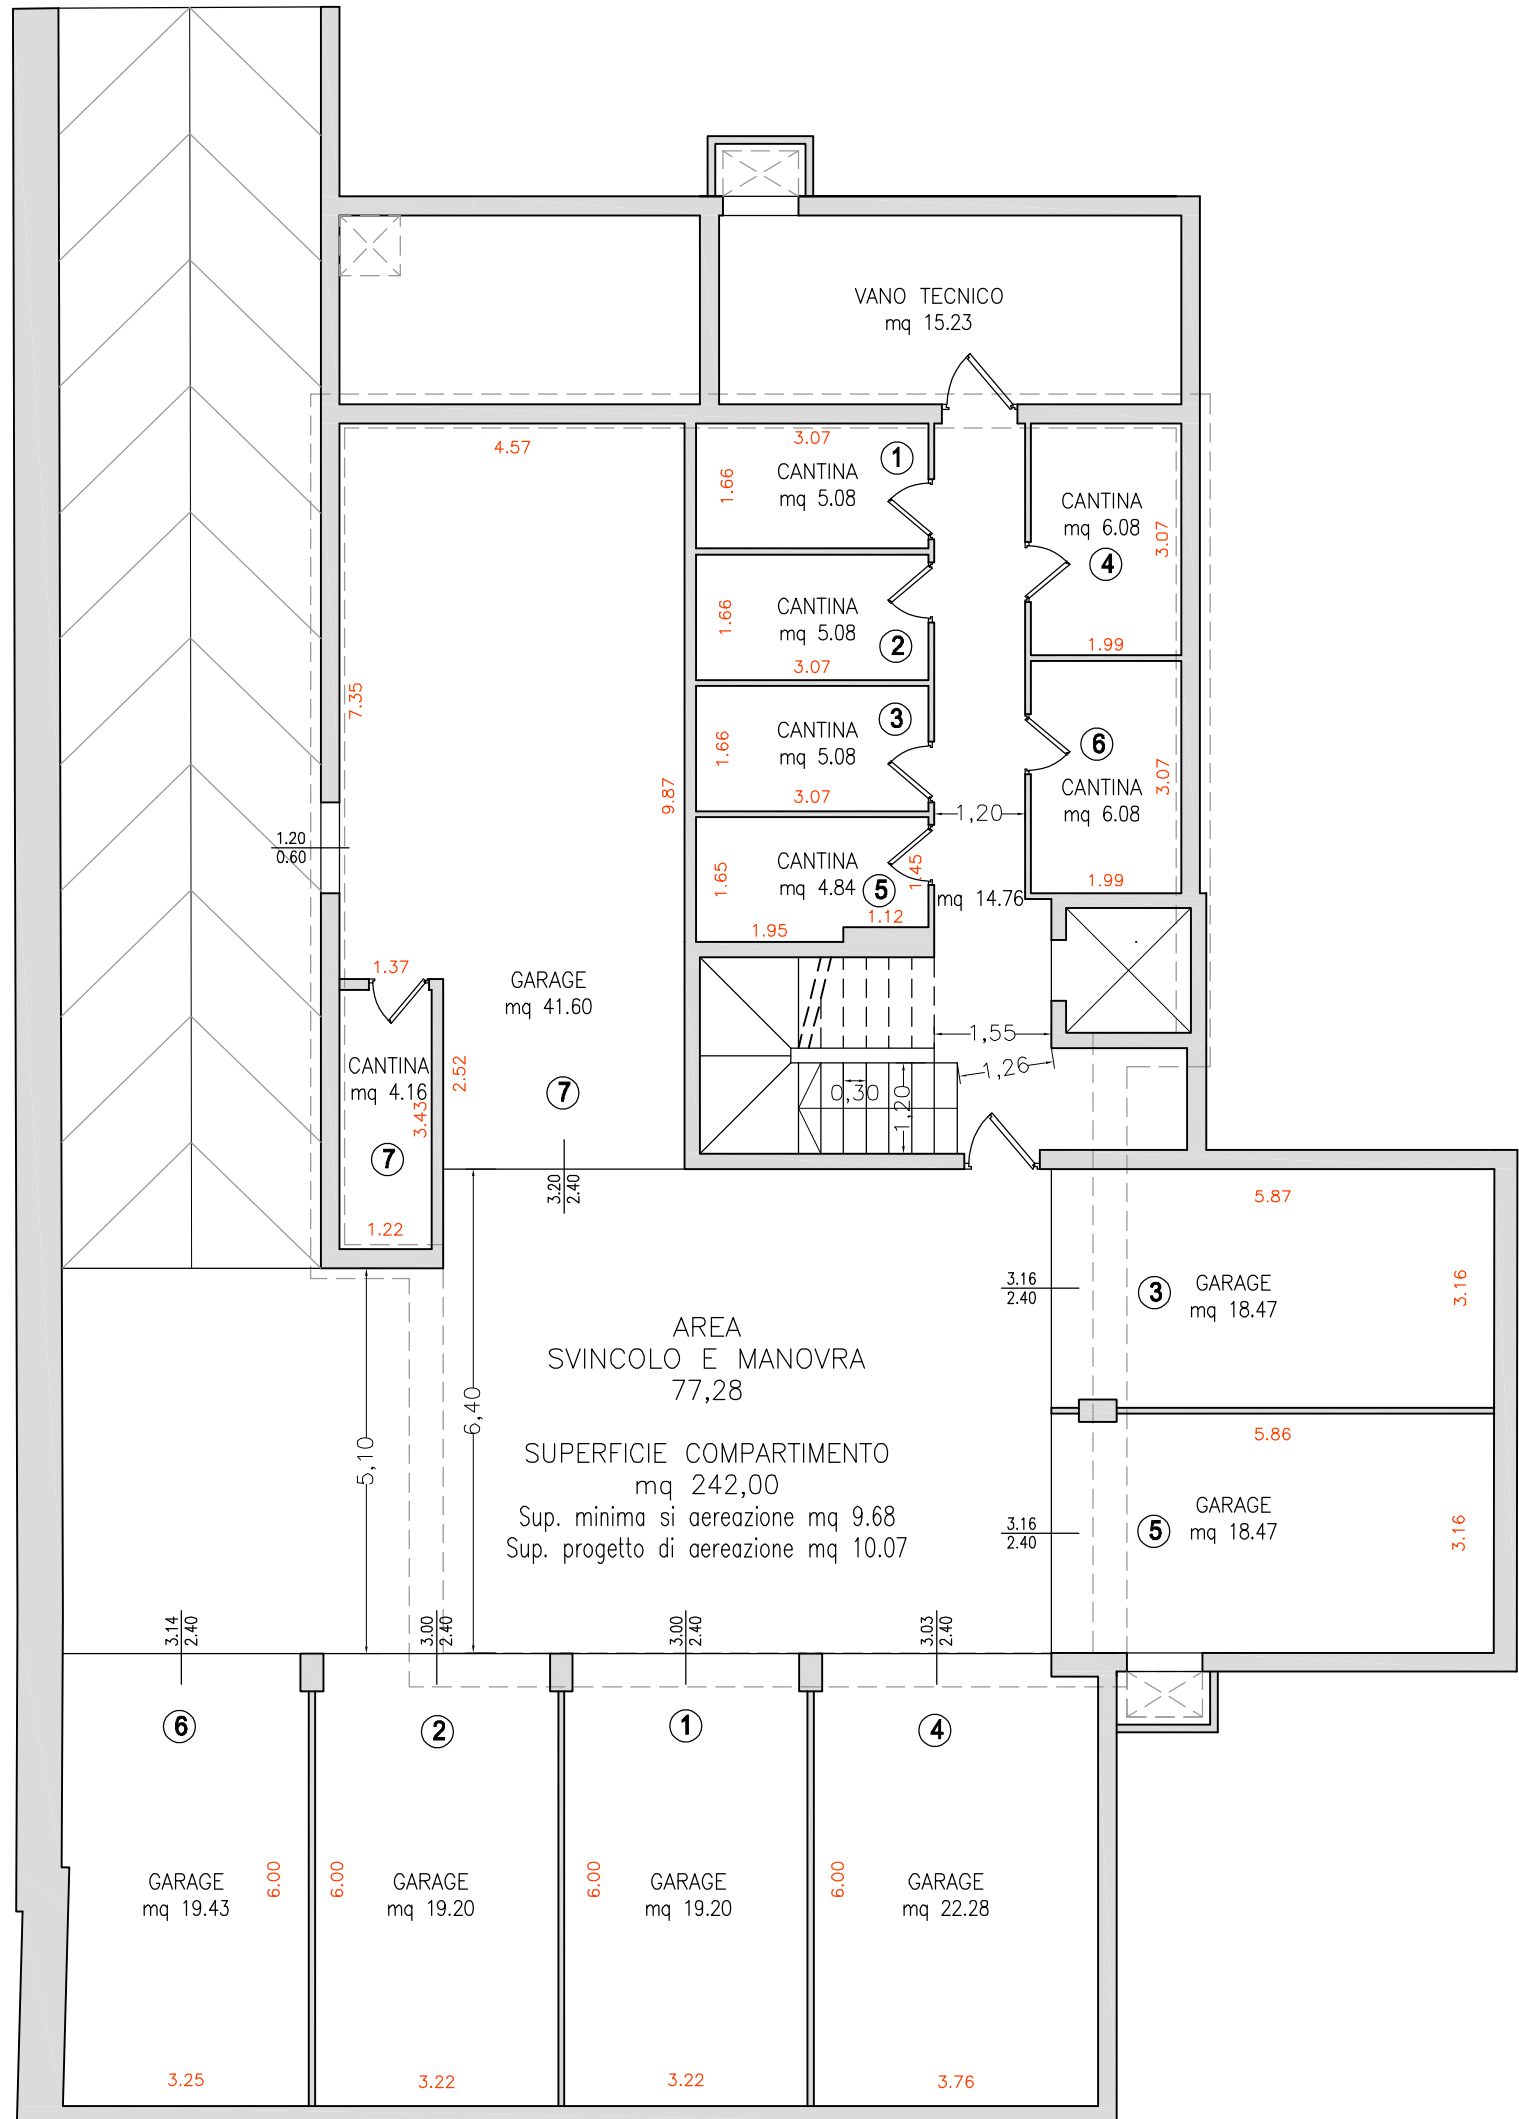 VANO TECNICO
mq 15.23
4.57
3.07
1
1.66
CANTINA
mq 5.08
CANTINA
mq 6.08
3.07
4
1.66
CANTINA
mq 5.08
2
3.07
1.99
7.35
3
1.66
CANTINA
mq 5.08
3.07
6
3.07
CANTINA
mq 6.08
9.87
1,20
1.20
0.60
1.65
CANTINA
mq 4.84
5
1.45
1.99
mq 14.76
1.12
1.95
1.37
GARAGE
mq 41.60
1,55
1,26
CANTINA
mq 4.16
2.52
7
0,30
1,20
3.43
7
3.20
2.40
1.22
5.87
3.16
2.40
3
GARAGE
mq 18.47
3.16
AREA
SVINCOLO E MANOVRA
77,28
6,40
5,10
5.86
SUPERFICIE COMPARTIMENTO
mq 242,00
Sup. minima si aereazione mq 9.68
Sup. progetto di aereazione mq 10.07
3.16
2.40
5
GARAGE
mq 18.47
3.16
3.14
2.40
3.00
2.40
3.00
2.40
3.03
2.40
6
2
1
4
GARAGE
mq 19.43
6.00
6.00
GARAGE
mq 19.20
6.00
GARAGE
mq 19.20
6.00
GARAGE
mq 22.28
3.25
3.22
3.22
3.76